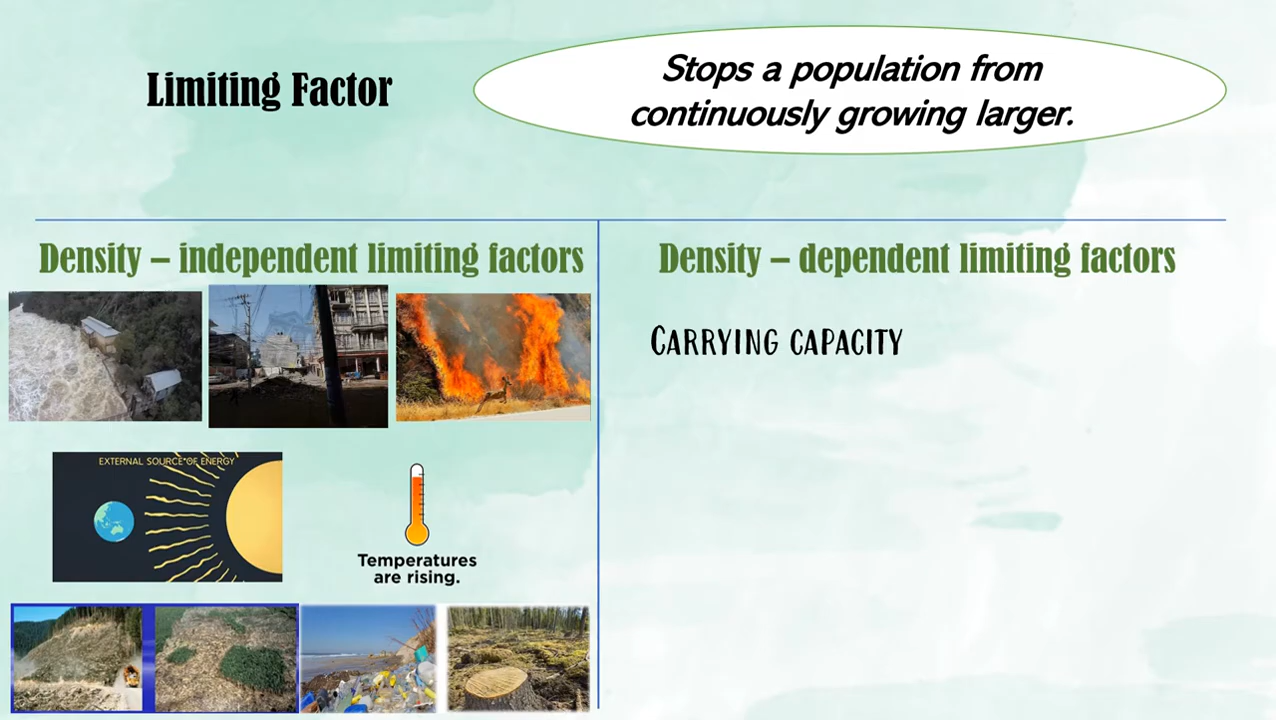 Limiting Factor
Stops a population from
continuously growing larger.
Density – independent limiting factors
Density – dependent limiting factors
CARRYING CAPACITY
EXTERNAL SOURCE OF ENERGY
Temperatures
are rising.